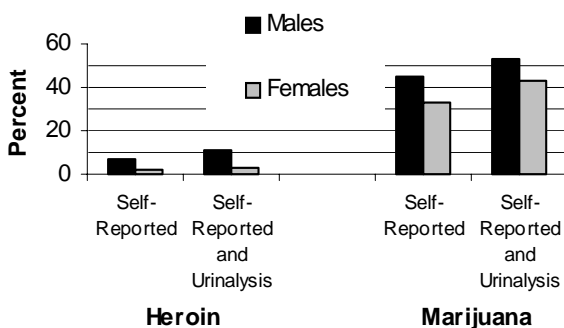 Males
Females
Percent
60
40
20
0
Self-
Reported
Self-
Reported
and
Urinalysis
Self-
Reported
Self-
Reported
and
Urinalysis
Heroin
Marijuana